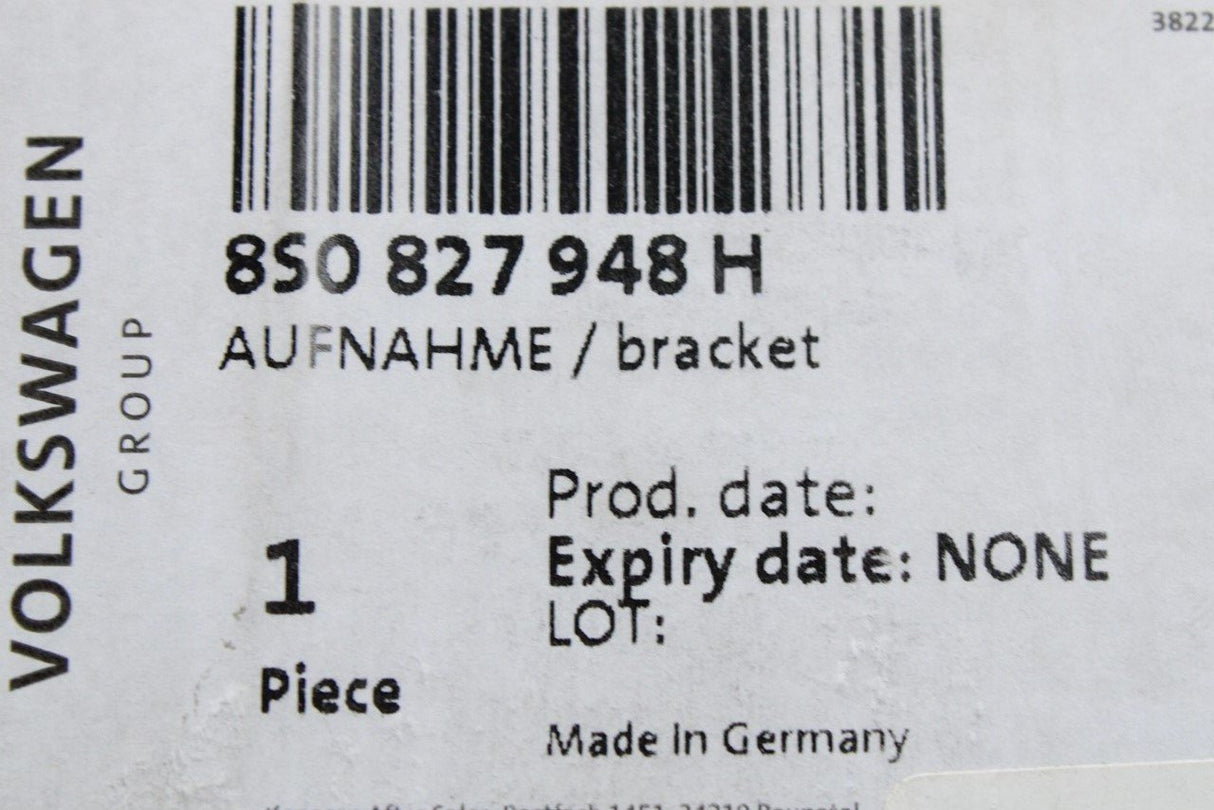 3822
VOLKSWAGEN
GROUP
8S0 827 948 H
AUFNAHME / bracket
Prod. date:
Expiry date: NONE
LOT:
1
Piece
Made In Germany